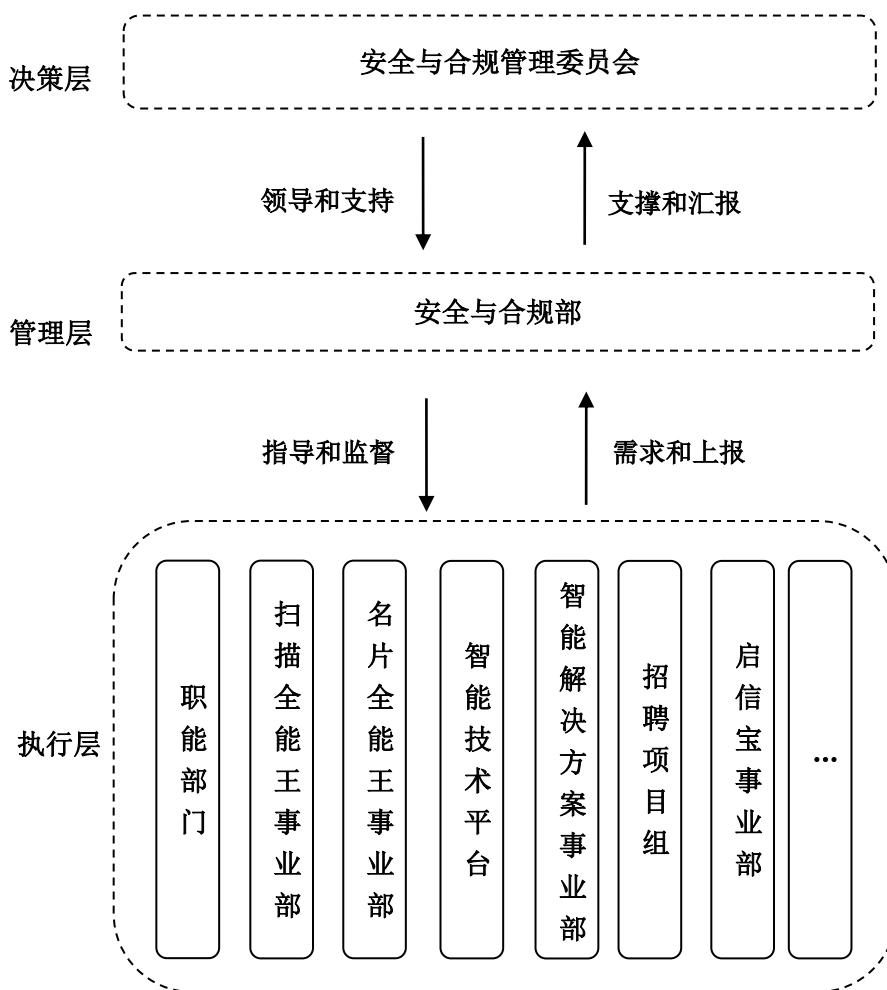 安全与合规管理委员会
决策层
领导和支持
支撑和汇报
安全与合规部
管理层
指导和监督
需求和上报
执行层
职能部门
扫描全能王事业部
名片全能王事业部
智能技术平台
智能解决方案事业部
招聘项目组
启信宝事业部
...